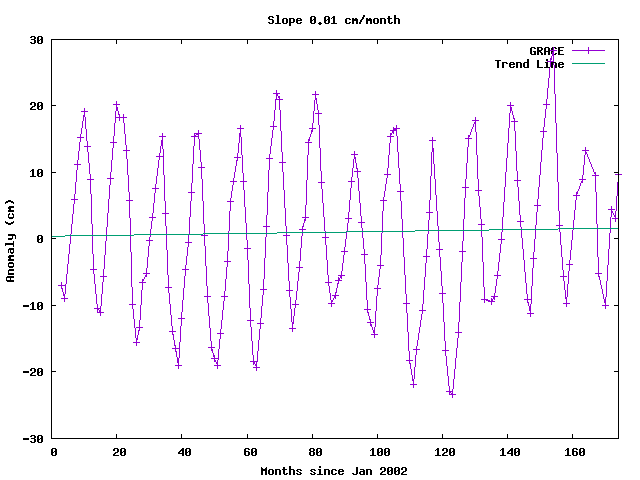 Slope 0.01 cm/month
30
GRACE
Trend Line
20
10
0
-10
-20
-30
Anomaly (cm)
0 20 40 60 80 100 120 140 160
Months since Jan 2002